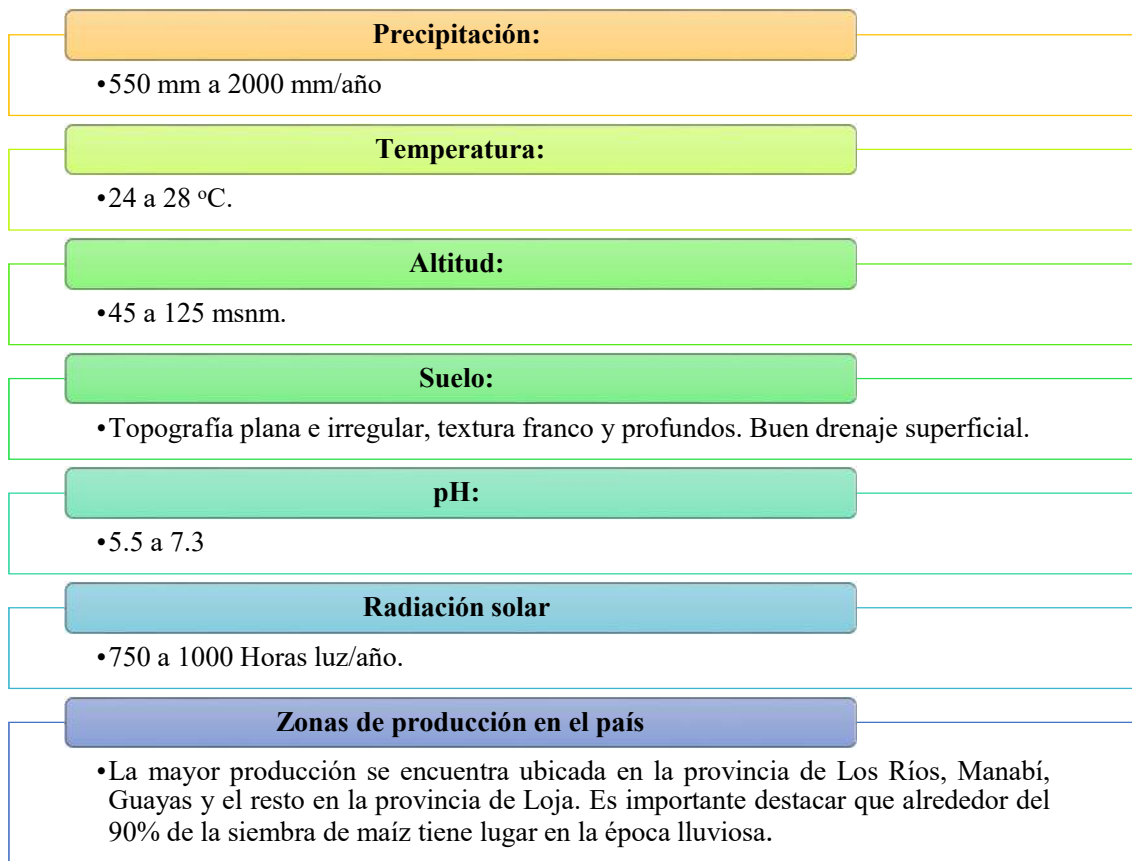 Precipitación:
•550 mm a 2000 mm/año
Temperatura:
•24 a 28 ºC.
Altitud:
•45 a 125 msnm.
Suelo:
•Topografía plana e irregular, textura franco y profundos. Buen drenaje superficial.
pH:
•5.5 a 7.3
Radiación solar
•750 a 1000 Horas luz/año.
Zonas de producción en el país
•La mayor producción se encuentra ubicada en la provincia de Los Ríos, Manabí,
Guayas y el resto en la provincia de Loja. Es importante destacar que alrededor del
90% de la siembra de maíz tiene lugar en la época lluviosa.